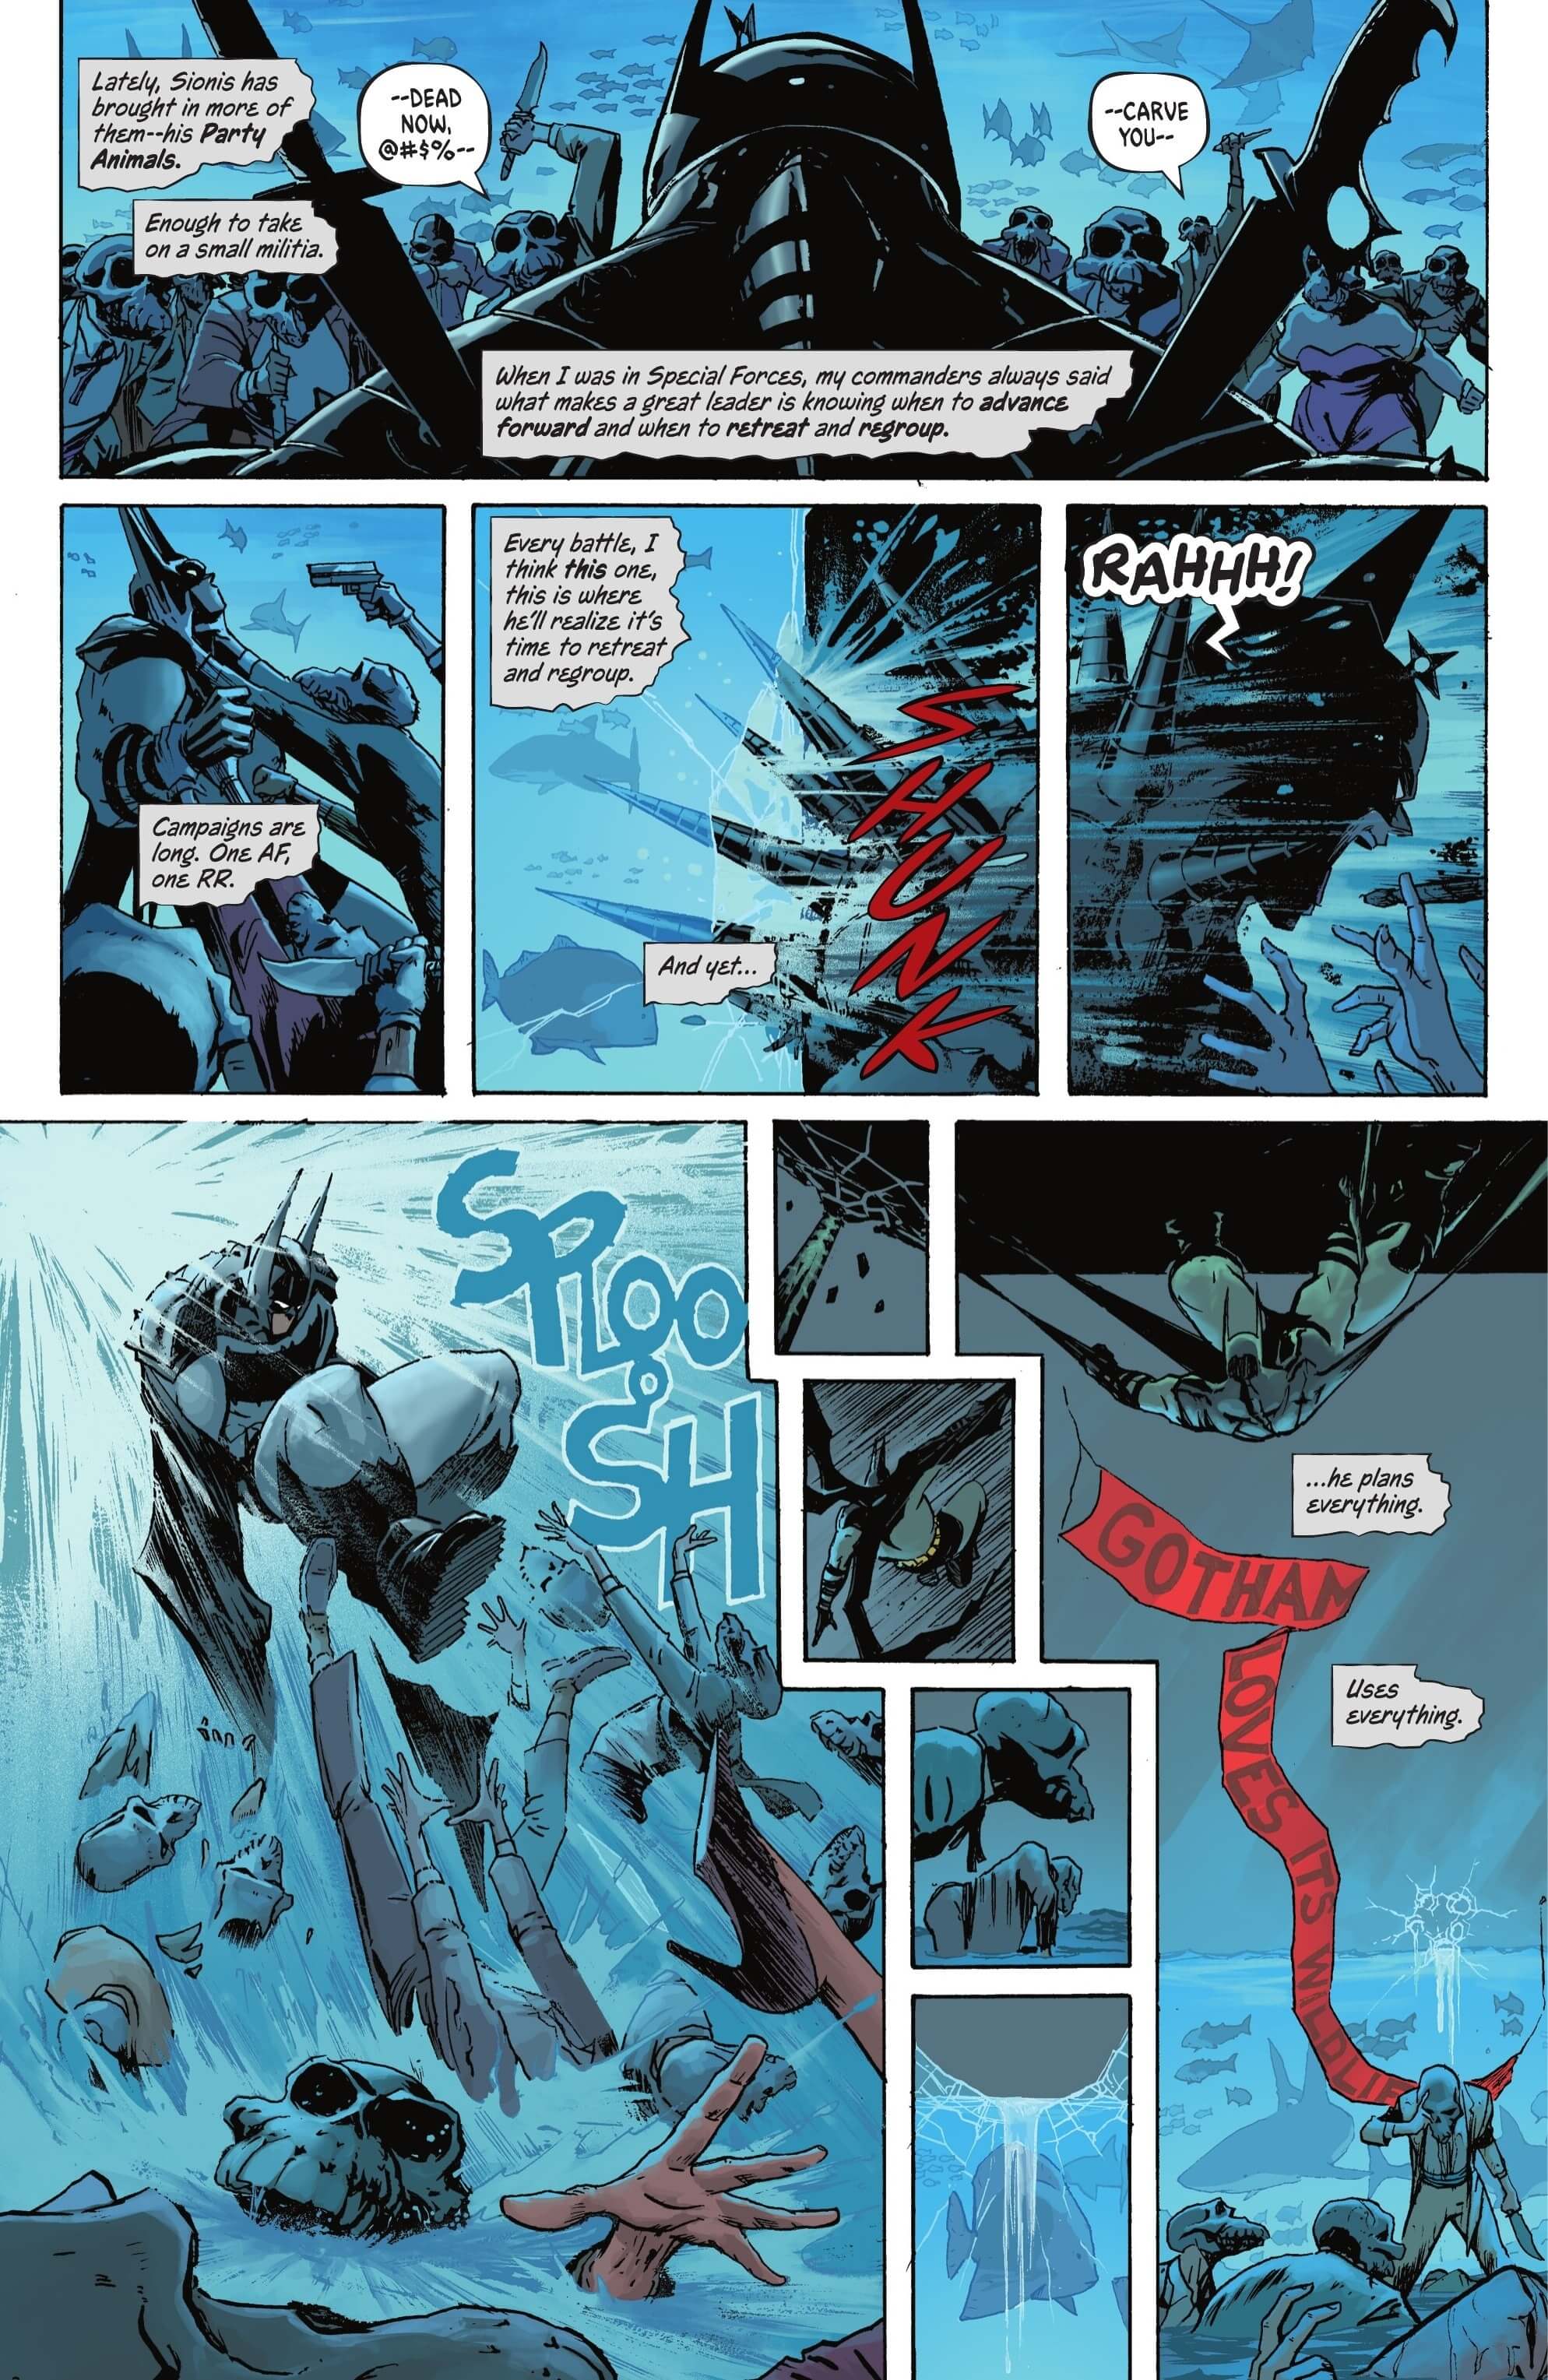 Lately, Sionis has
brought in more of
them--his Party
Animals.
Enough to take
on a small militia.
--DEAD
NOW,
@#$%--
--CARVE
YOU--
When I was in Special Forces, my commanders always said
what makes a great leader is knowing when to advance
forward and when to retreat and regroup.
Campaigns are
long. One AF,
one RR.
Every battle, I
think this one,
this is where
he'll realize it's
time to retreat
and regroup.
And yet...
SHUNK
RAHHH!
SPLOOSH
...he plans
everything.
GOTHAM
LOVES ITS WILDLIFE
Uses
everything.